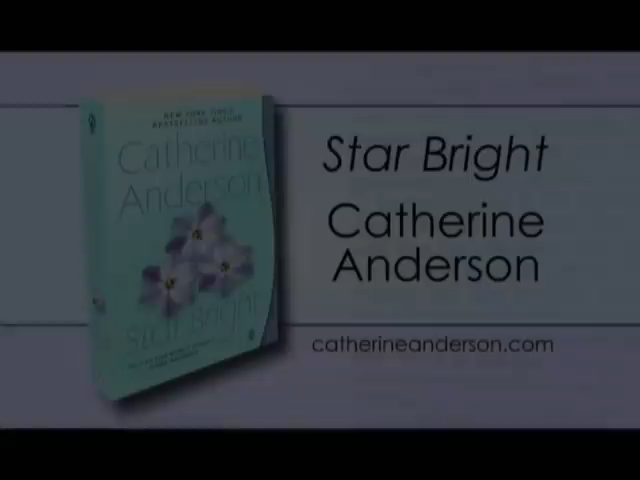 NEW YORK TIMES
BESTSELLING AUTHOR
Catherine
Anderson
Star Bright
Star Bright
Catherine
Anderson
catherineanderson.com